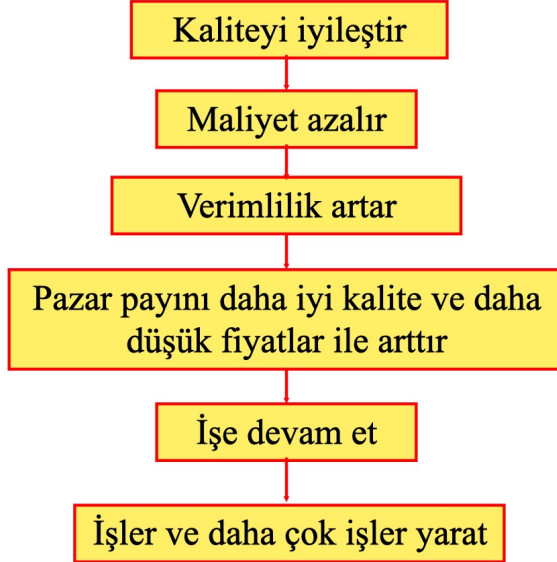 Kaliteyi iyileştir
Maliyet azalır
Verimlilik artar
Pazar payını daha iyi kalite ve daha
düşük fiyatlar ile arttır
İşe devam et
İşler ve daha çok işler yarat